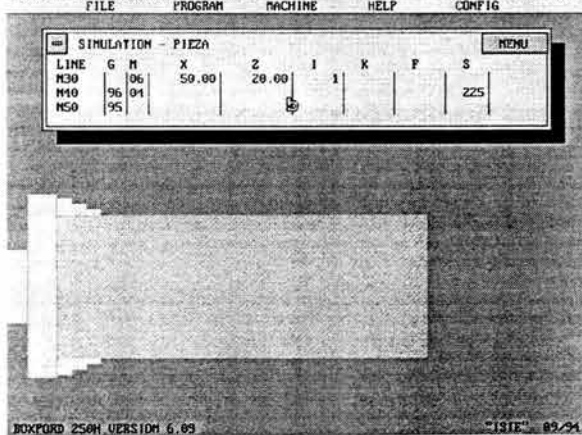 FILE PROGRAM MACHINE HELP CONFIG
SIMULATION - PIEZA MENU
LINE G M X Z I K F S
N30 06 50.00 20.00 1
N40 96 04 225
N50 95
BOXFORD 250H VERSION 6.09 "ISIE" 09/94